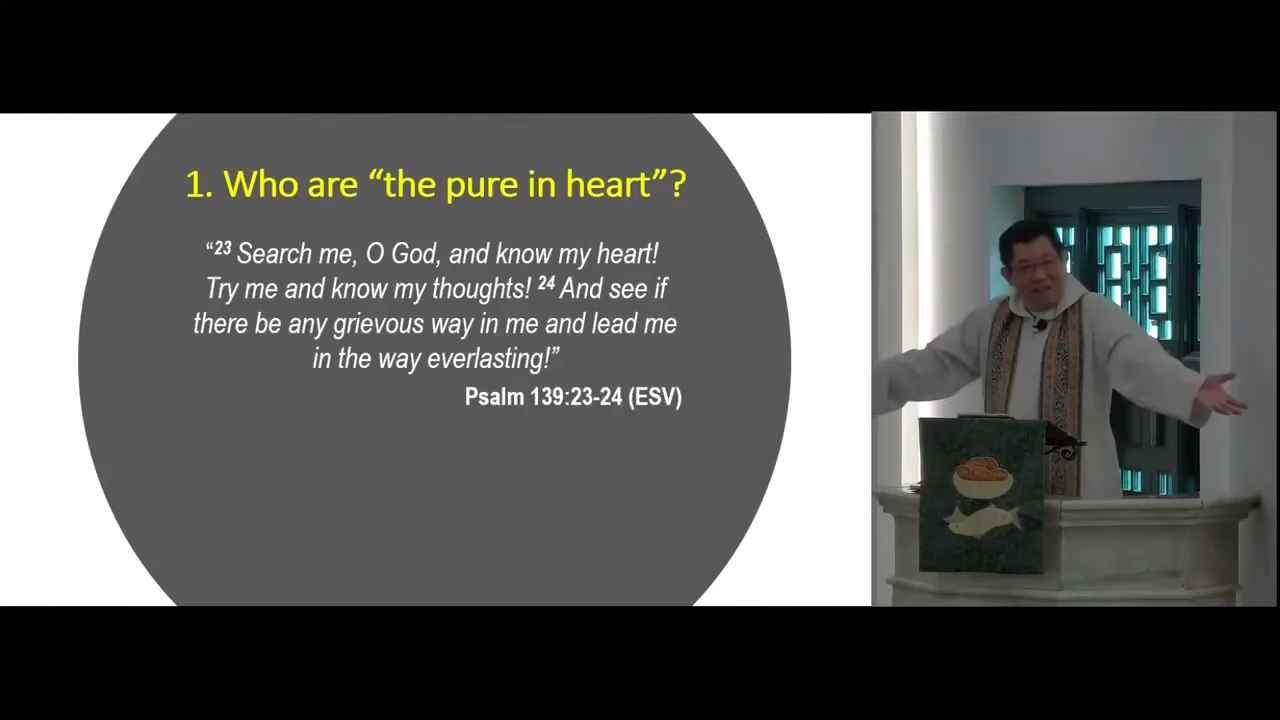 1. Who are “the pure in heart”?
“23 Search me, O God, and know my heart!
Try me and know my thoughts! 24 And see if
there be any grievous way in me and lead me
in the way everlasting!”
Psalm 139:23-24 (ESV)